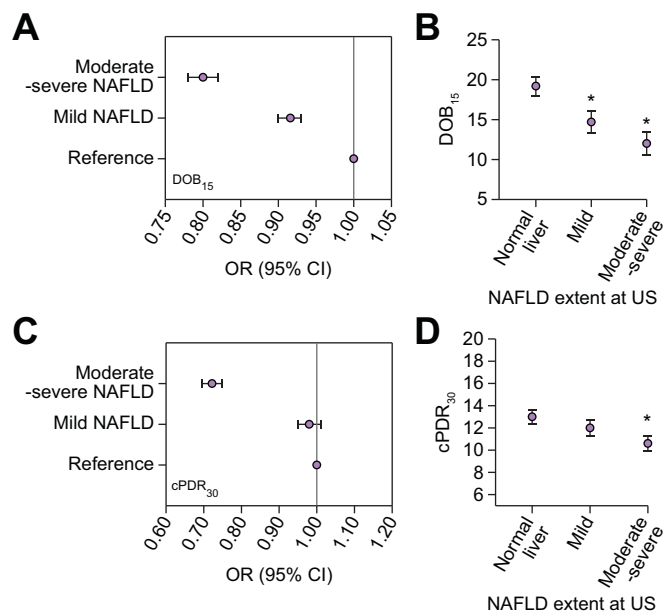 A
Moderate
-severe NAFLD
Mild NAFLD
Reference
DOB15
0.75 0.80 0.85 0.90 0.95 1.00 1.05
OR (95% CI)
B
DOB15
25
20
15
10
5
*
*
Normal
liver
Mild
Moderate
-severe
NAFLD extent at US
C
Moderate
-severe NAFLD
Mild NAFLD
Reference
cPDR30
0.60 0.70 0.80 0.90 1.00 1.10 1.20
OR (95% CI)
D
cPDR30
20
18
16
14
12
10
8
6
*
Normal
liver
Mild
Moderate
-severe
NAFLD extent at US